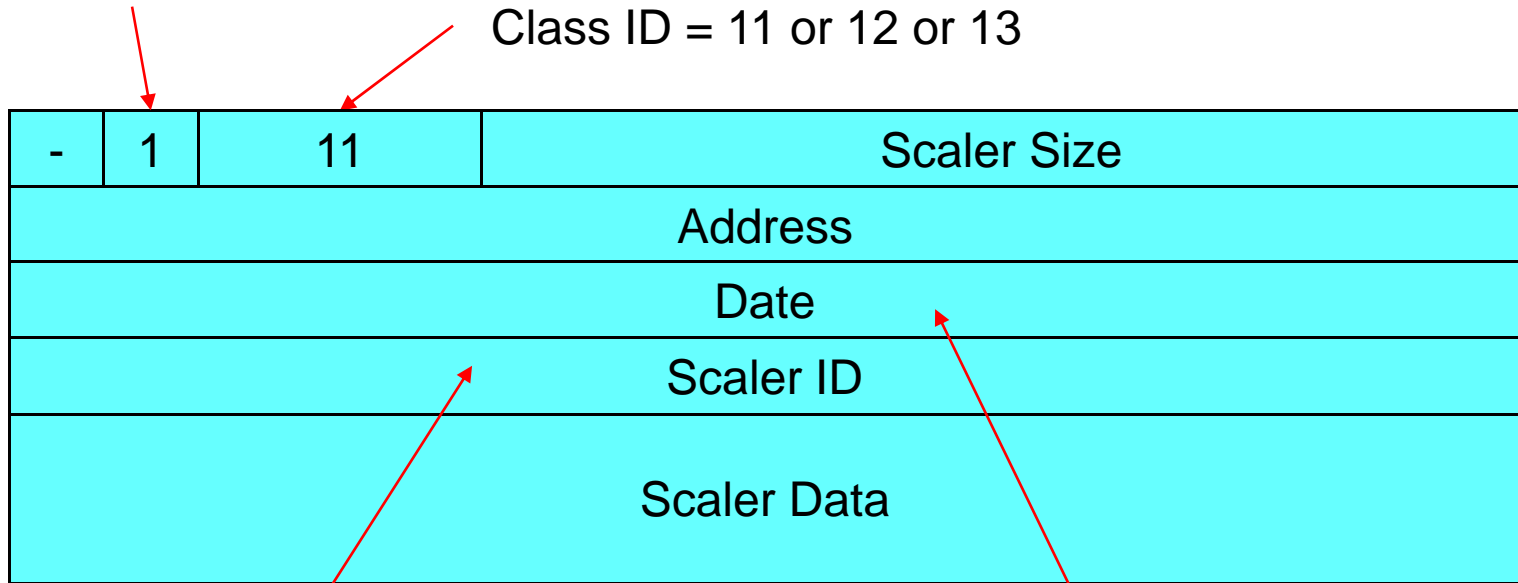 Class ID = 11 or 12 or 13
- 1 11 Scaler Size
Address
Date
Scaler ID
Scaler Data